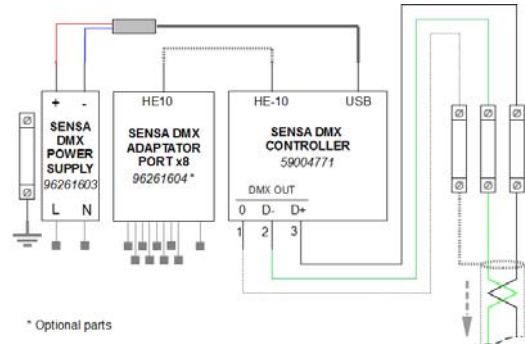 + -
SENSA
DMX
POWER
SUPPLY
96261603
L N
HE10
SENSA DMX
ADAPTATOR
PORT x8
96261604 *
HE-10 USB
SENSA DMX
CONTROLLER
59004771
DMX OUT
0 D- D+
1 2 3
* Optional parts